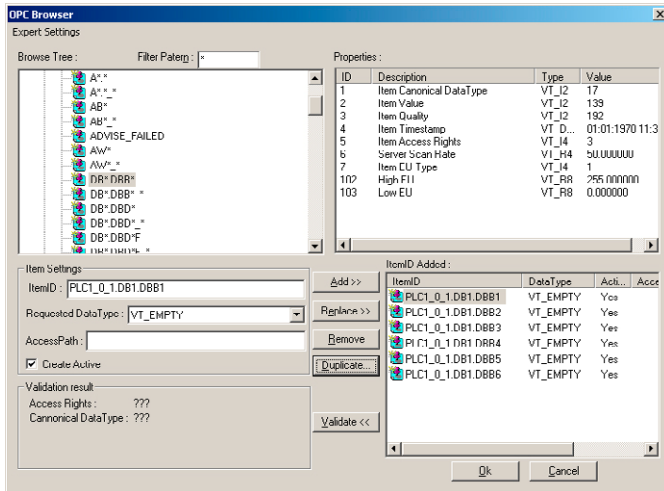 OPC Browser
Expert Settings
Browse Tree :
Filter Patern : *
A*.*
A*.*_*
AB*
AB*_*
ADVISE_FAILED
AW*
AW*_*
DB*.DBB*
DB*.DBB*_*
DB*.DBD*
DB*.DBD*_*
DB*.DBD*F
DB*.DBD*F_*
Properties :
ID Description Type Value
1 Item Canonical DataType VT_I2 17
2 Item Value VT_I2 139
3 Item Quality VT_I2 192
4 Item Timestamp VT_D... 01:01:1970 11:3
5 Item Access Rights VT_I4 3
6 Server Scan Rate VT_R4 50.000000
7 Item EU Type VT_I4 1
102 High EU VT_R8 255.000000
103 Low EU VT_R8 0.000000
Item Settings
ItemID : PLC1_0_1.DB1.DBB1
Requested DataType : VT_EMPTY
AccessPath :
Create Active
Validation result
Access Rights : ???
Cannonical DataType : ???
Add >>
Replace >>
Remove
Duplicate...
Validate <<
ItemID Added :
ItemID DataType Acti... Acce
PLC1_0_1.DB1.DBB1 VT_EMPTY Yes
PLC1_0_1.DB1.DBB2 VT_EMPTY Yes
PLC1_0_1.DB1.DBB3 VT_EMPTY Yes
PLC1_0_1.DB1.DBB4 VT_EMPTY Yes
PLC1_0_1.DB1.DBB5 VT_EMPTY Yes
PLC1_0_1.DB1.DBB6 VT_EMPTY Yes
Ok
Cancel